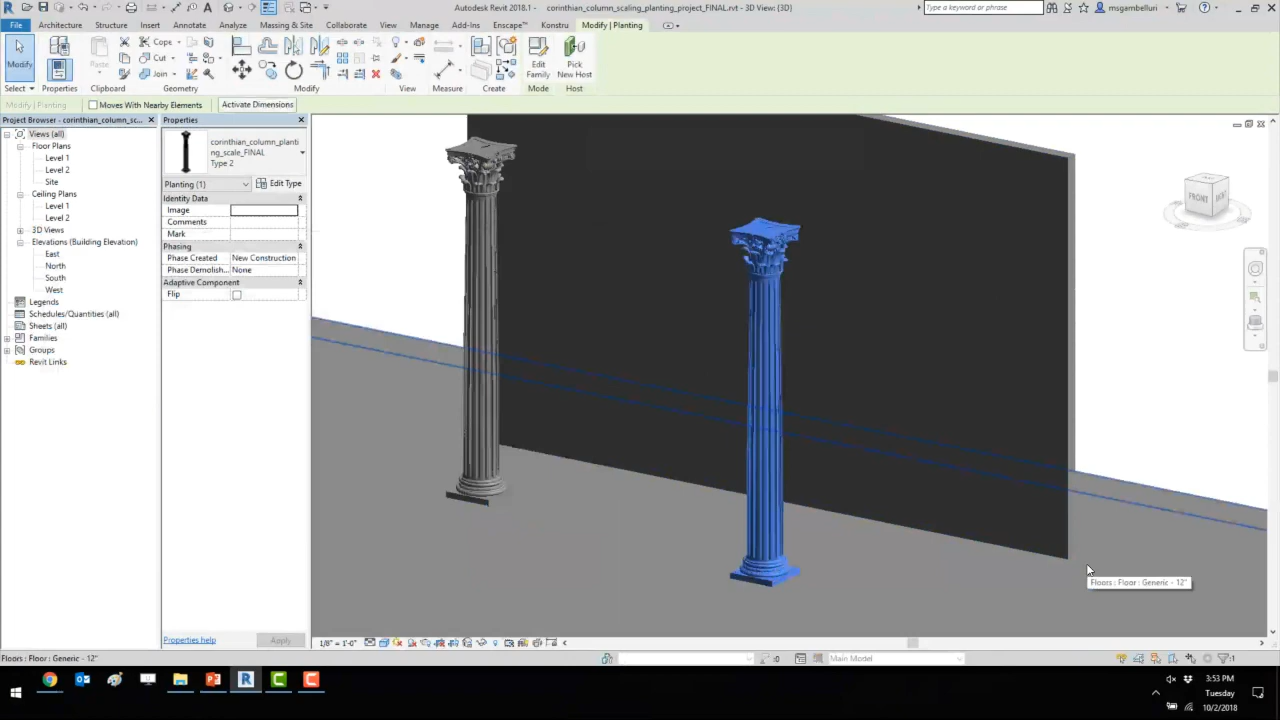 Autodesk Revit 2018.1 - corinthian_column_scaling_planting_project_FINAL.rvt - 3D View: {3D}
Type a keyword or phrase
msgambelluri
File Architecture Structure Insert Annotate Analyze Massing & Site Collaborate View Manage Add-Ins Enscape™ Konstru Modify | Planting
Modify
Properties
Paste
Cope
Cut
Join
Edit Family
Pick New Host
Select Properties Clipboard Geometry Modify View Measure Create Mode Host
Modify | Planting
Moves With Nearby Elements
Activate Dimensions
Project Browser - corinthian_column_sc...
Views (all)
Floor Plans
Level 1
Level 2
Site
Ceiling Plans
Level 1
Level 2
3D Views
Elevations (Building Elevation)
East
North
South
West
Legends
Schedules/Quantities (all)
Sheets (all)
Families
Groups
Revit Links
Properties
corinthian_column_planti
ng_scale_FINAL
Type 2
Planting (1)
Edit Type
Identity Data
Image
Comments
Mark
Phasing
Phase Created New Construction
Phase Demolish... None
Adaptive Component
Flip
Properties help
Apply
FRONT
Floors : Floor : Generic - 12"
1/8" = 1'-0"
Floors : Floor : Generic - 12"
:0
Main Model
:1
3:53 PM
Tuesday
10/2/2018